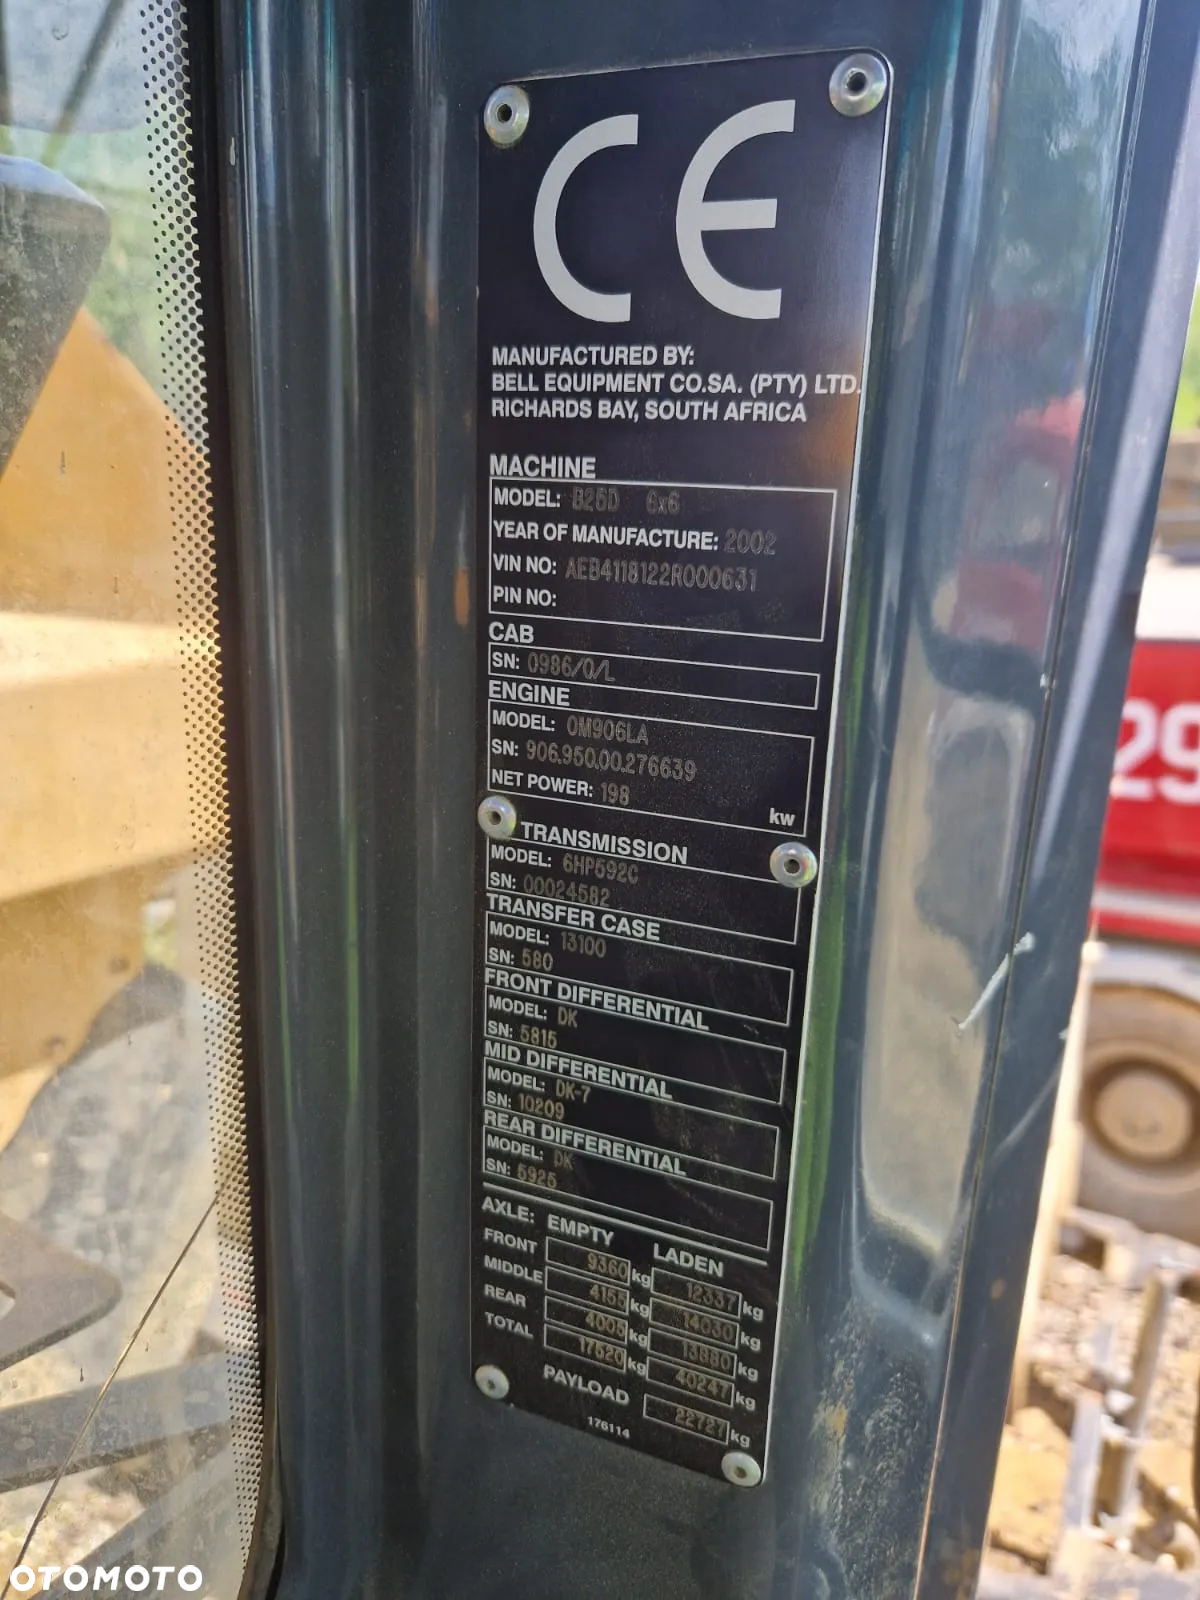 CE
MANUFACTURED BY:
BELL EQUIPMENT CO.SA. (PTY) LTD.
RICHARDS BAY, SOUTH AFRICA
MACHINE
MODEL: B26D 6x6
YEAR OF MANUFACTURE: 2002
VIN NO: AEB4118122R000631
PIN NO:
CAB
SN: 0986/0/L
ENGINE
MODEL: OM906LA
SN: 906.950.00.276639
NET POWER: 198 kw
TRANSMISSION
MODEL: 6HP592C
SN: 00024582
TRANSFER CASE
MODEL: 13100
SN: 580
FRONT DIFFERENTIAL
MODEL: DK
SN: 5815
MID DIFFERENTIAL
MODEL: DK-7
SN: 10209
REAR DIFFERENTIAL
MODEL: DK
SN: 5925
AXLE: EMPTY LADEN
FRONT 9360 kg 12337 kg
MIDDLE 4155 kg 14030 kg
REAR 4005 kg 13880 kg
TOTAL 17520 kg 40247 kg
PAYLOAD 22727 kg
176114
29
OTOMOTO